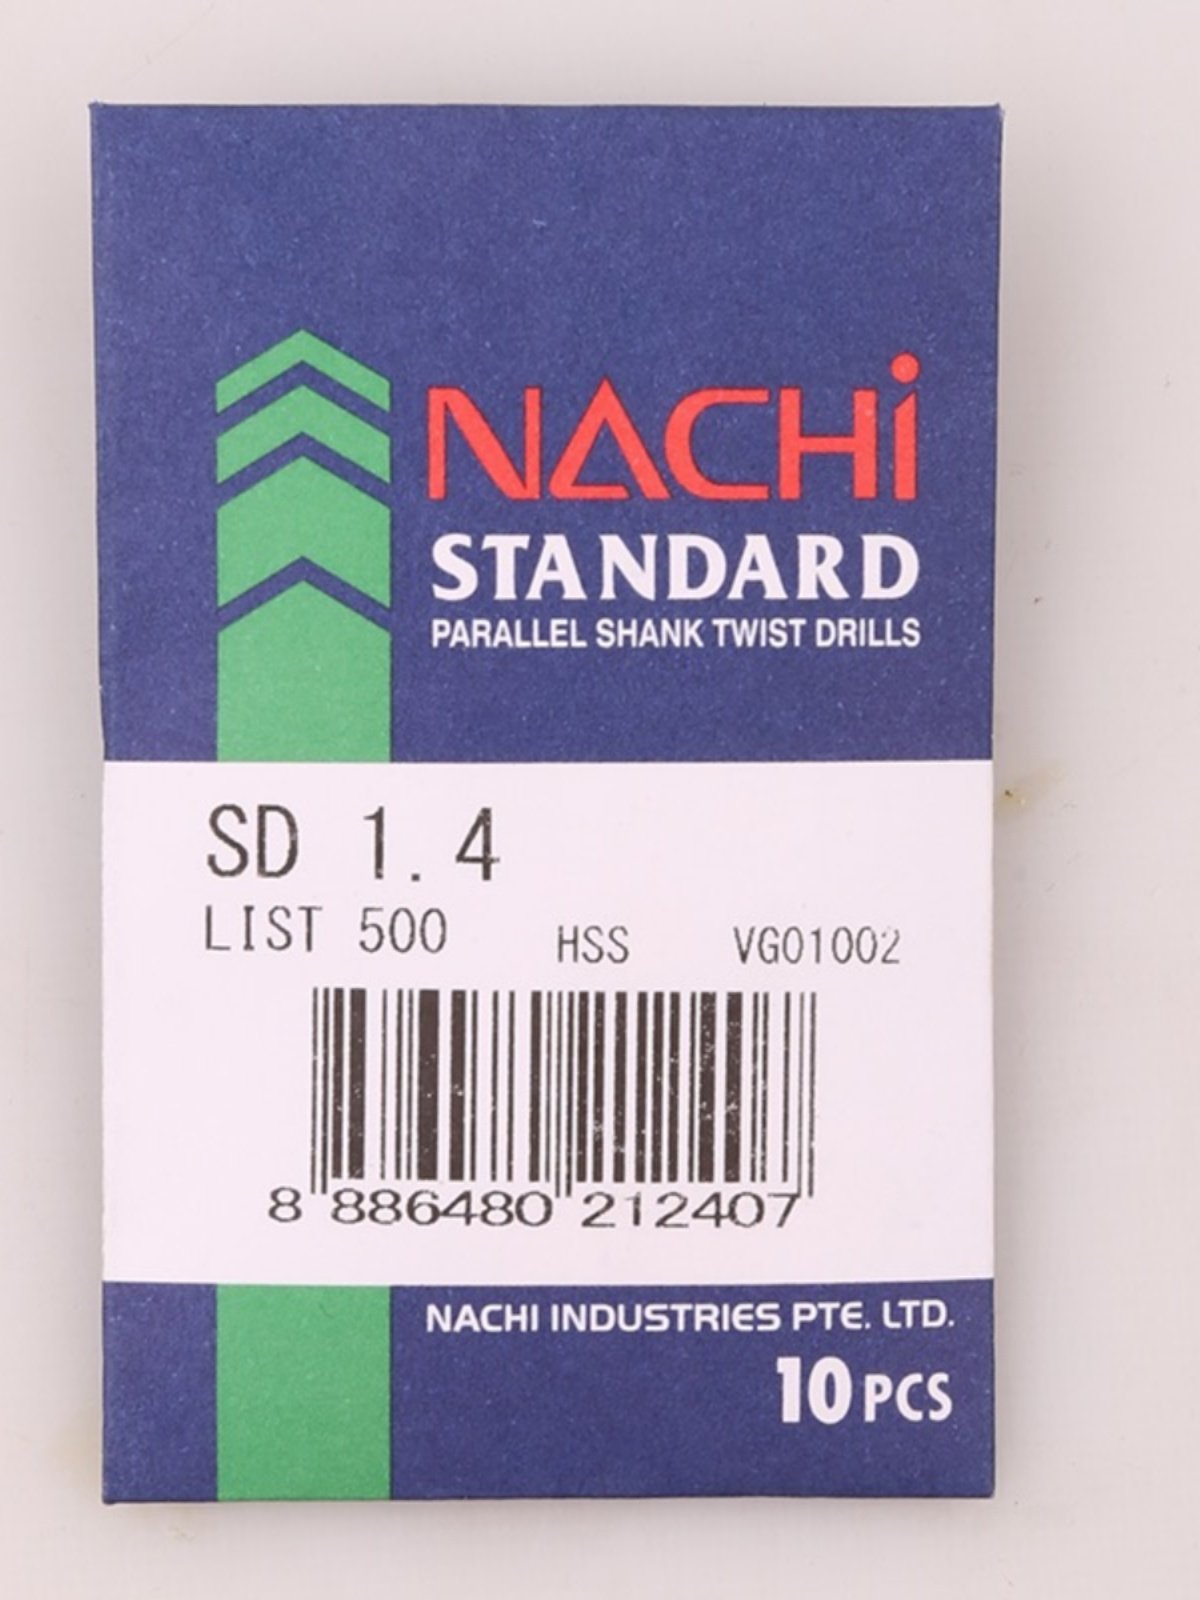 NACHi
STANDARD
PARALLEL SHANK TWIST DRILLS
SD 1.4
LIST 500 HSS VG01002
8 886480 212407
NACHI INDUSTRIES PTE. LTD.
10 PCS